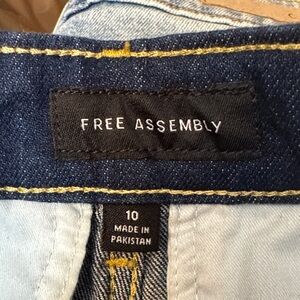 FREE ASSEMBLY
10
MADE IN
PAKISTAN